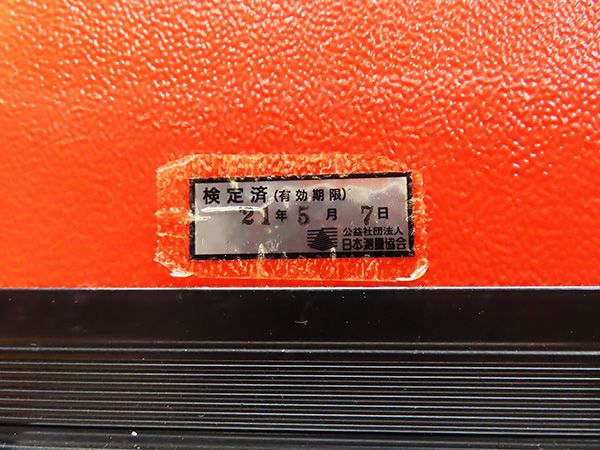 検定済(有効期限)
'21年5月7日
公益社団法人
日本測量協会